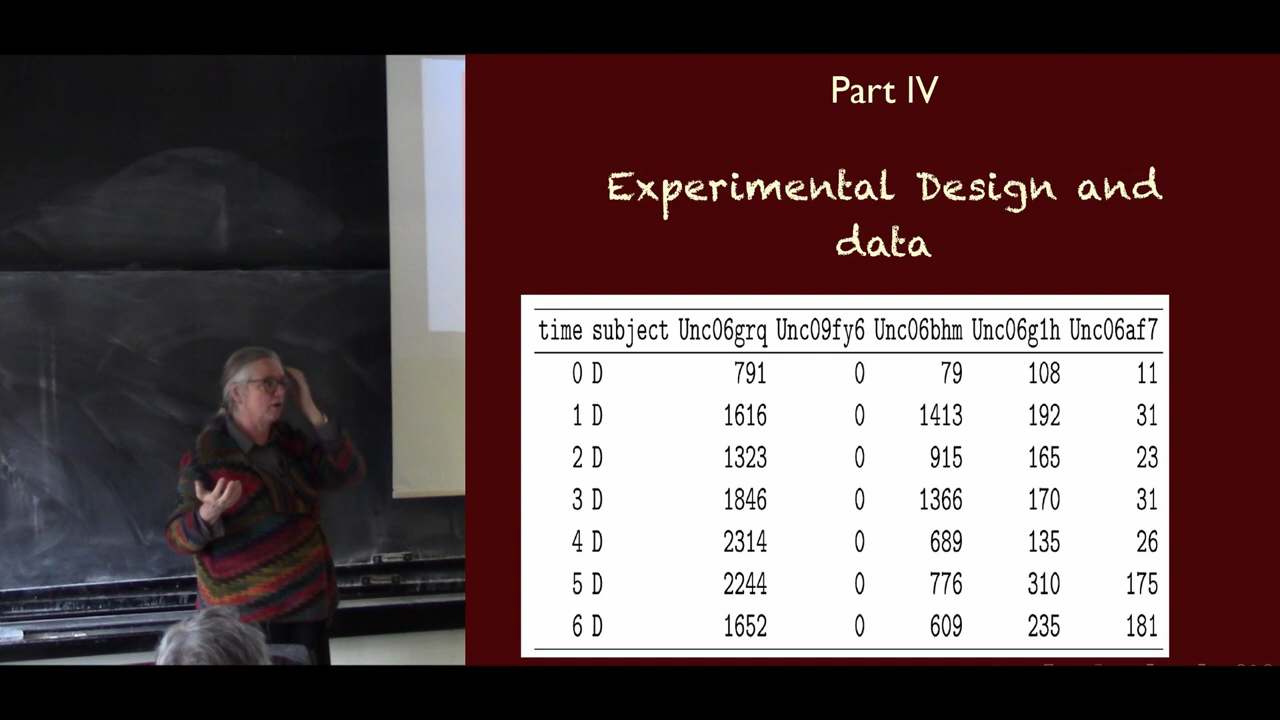 Part IV
Experimental Design and
data
time subject Unc06grq Unc09fy6 Unc06bhm Unc06g1h Unc06af7
0 D 791 0 79 108 11
1 D 1616 0 1413 192 31
2 D 1323 0 915 165 23
3 D 1846 0 1366 170 31
4 D 2314 0 689 135 26
5 D 2244 0 776 310 175
6 D 1652 0 609 235 181